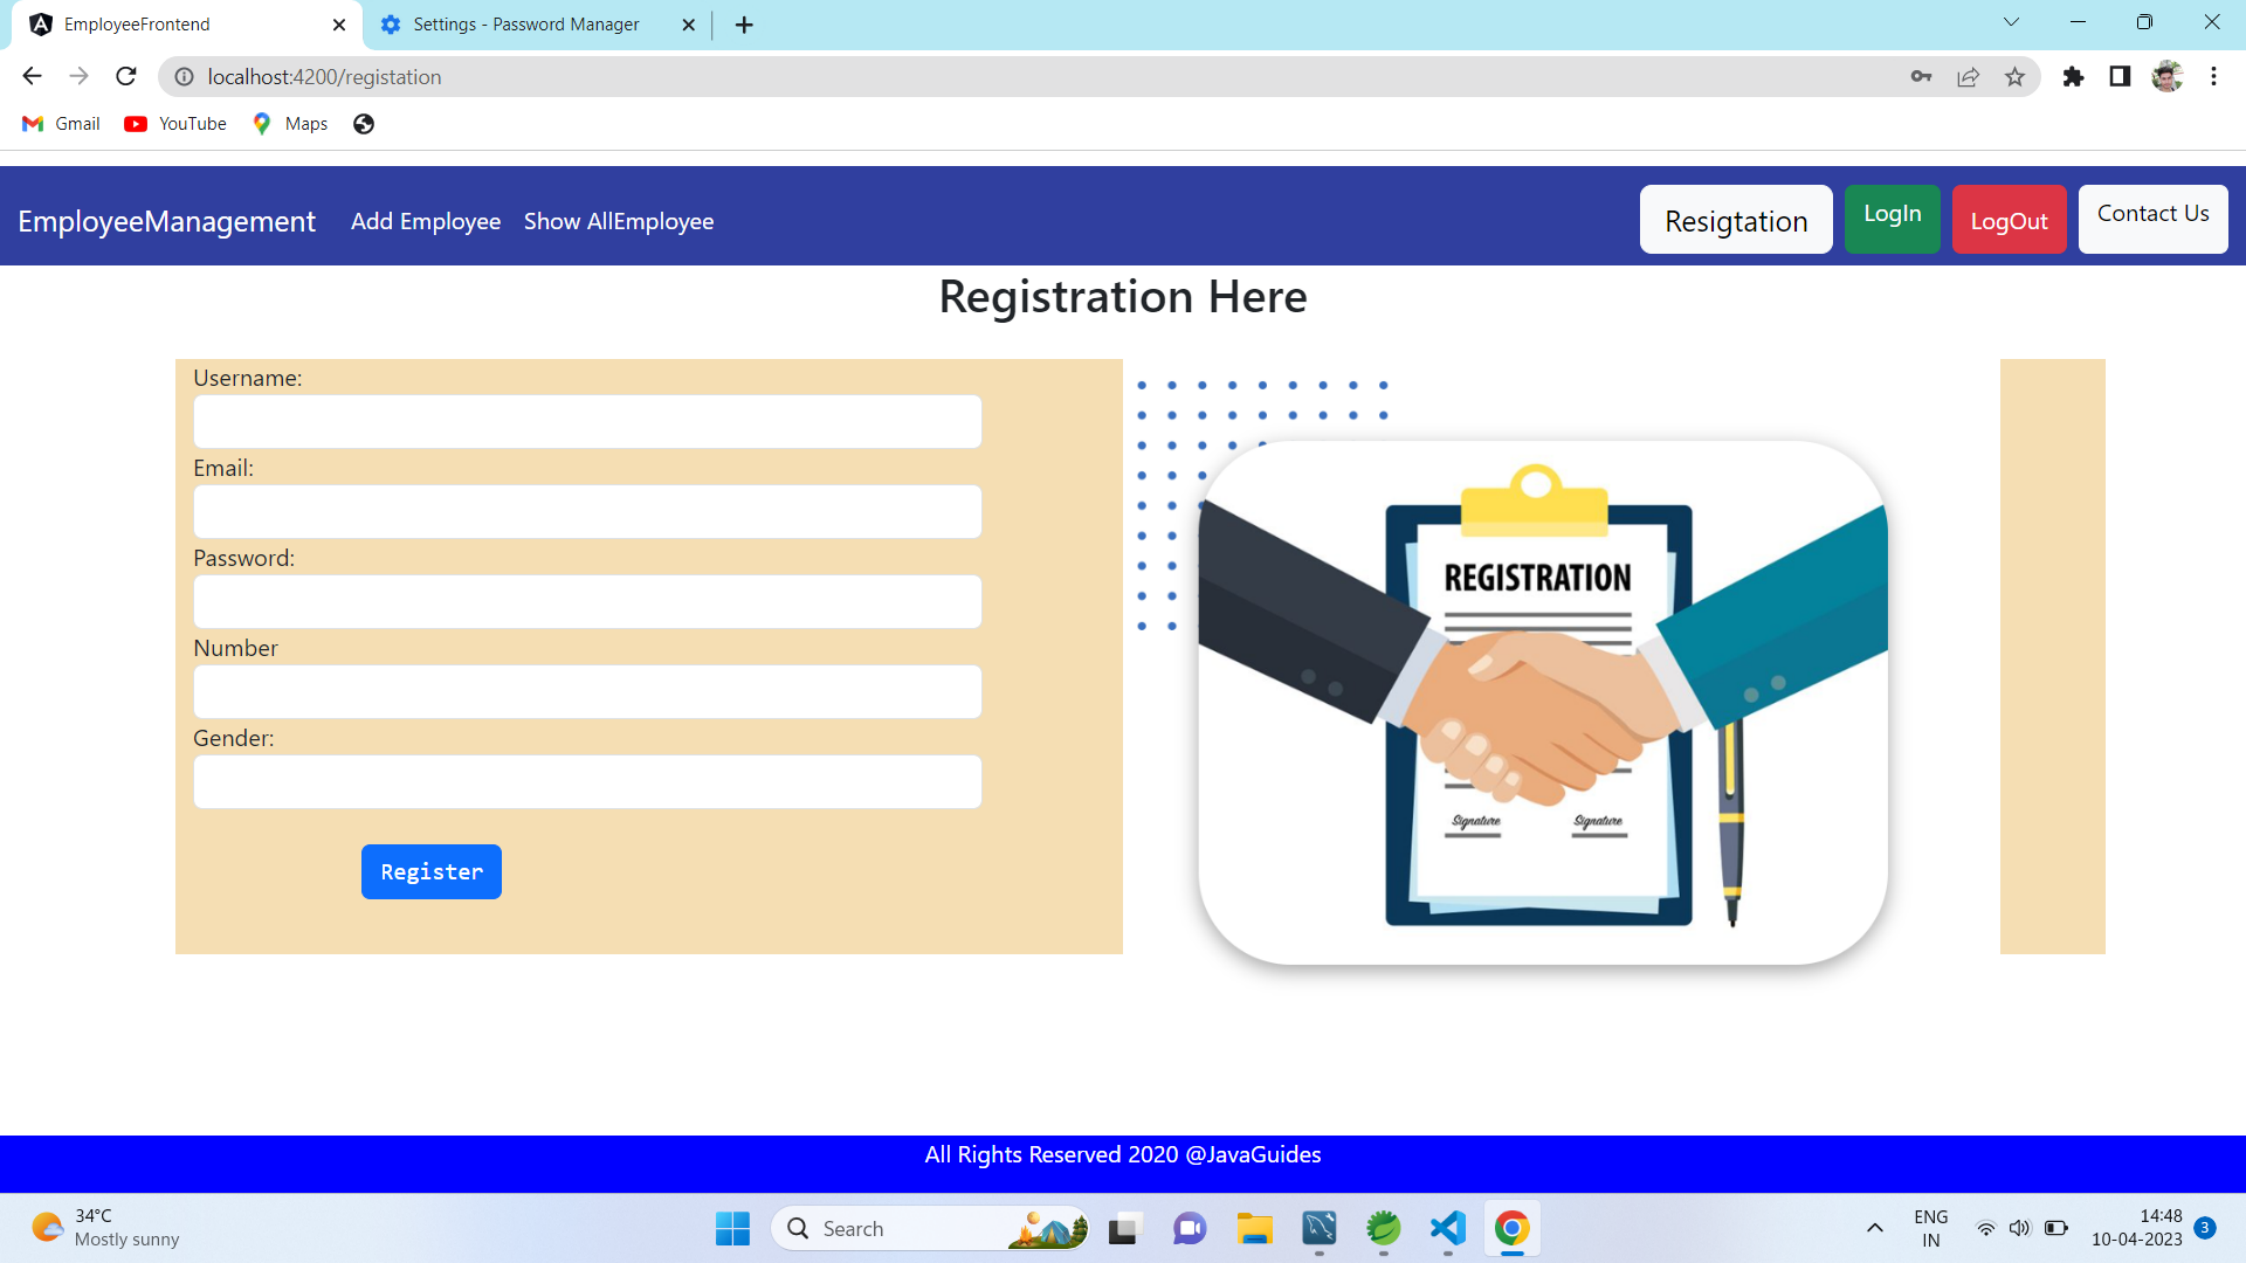 EmployeeFrontend
Settings - Password Manager
localhost:4200/registation
Gmail
YouTube
Maps
EmployeeManagement
Add Employee
Show AllEmployee
Resigtation
LogIn
LogOut
Contact Us
Registration Here
Username:
Email:
Password:
Number
Gender:
Register
REGISTRATION
Signature
Signature
All Rights Reserved 2020 @JavaGuides
34°C
Mostly sunny
Search
ENG
IN
14:48
10-04-2023
3